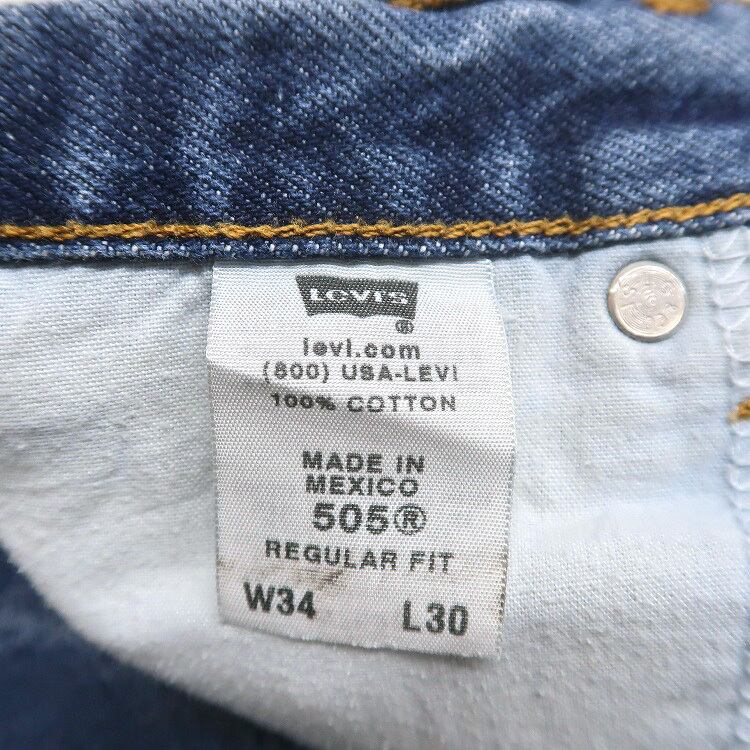 LEVI'S
®
levi.com
(800) USA-LEVI
100% COTTON
MADE IN
MEXICO
505®
REGULAR FIT
W34 L30